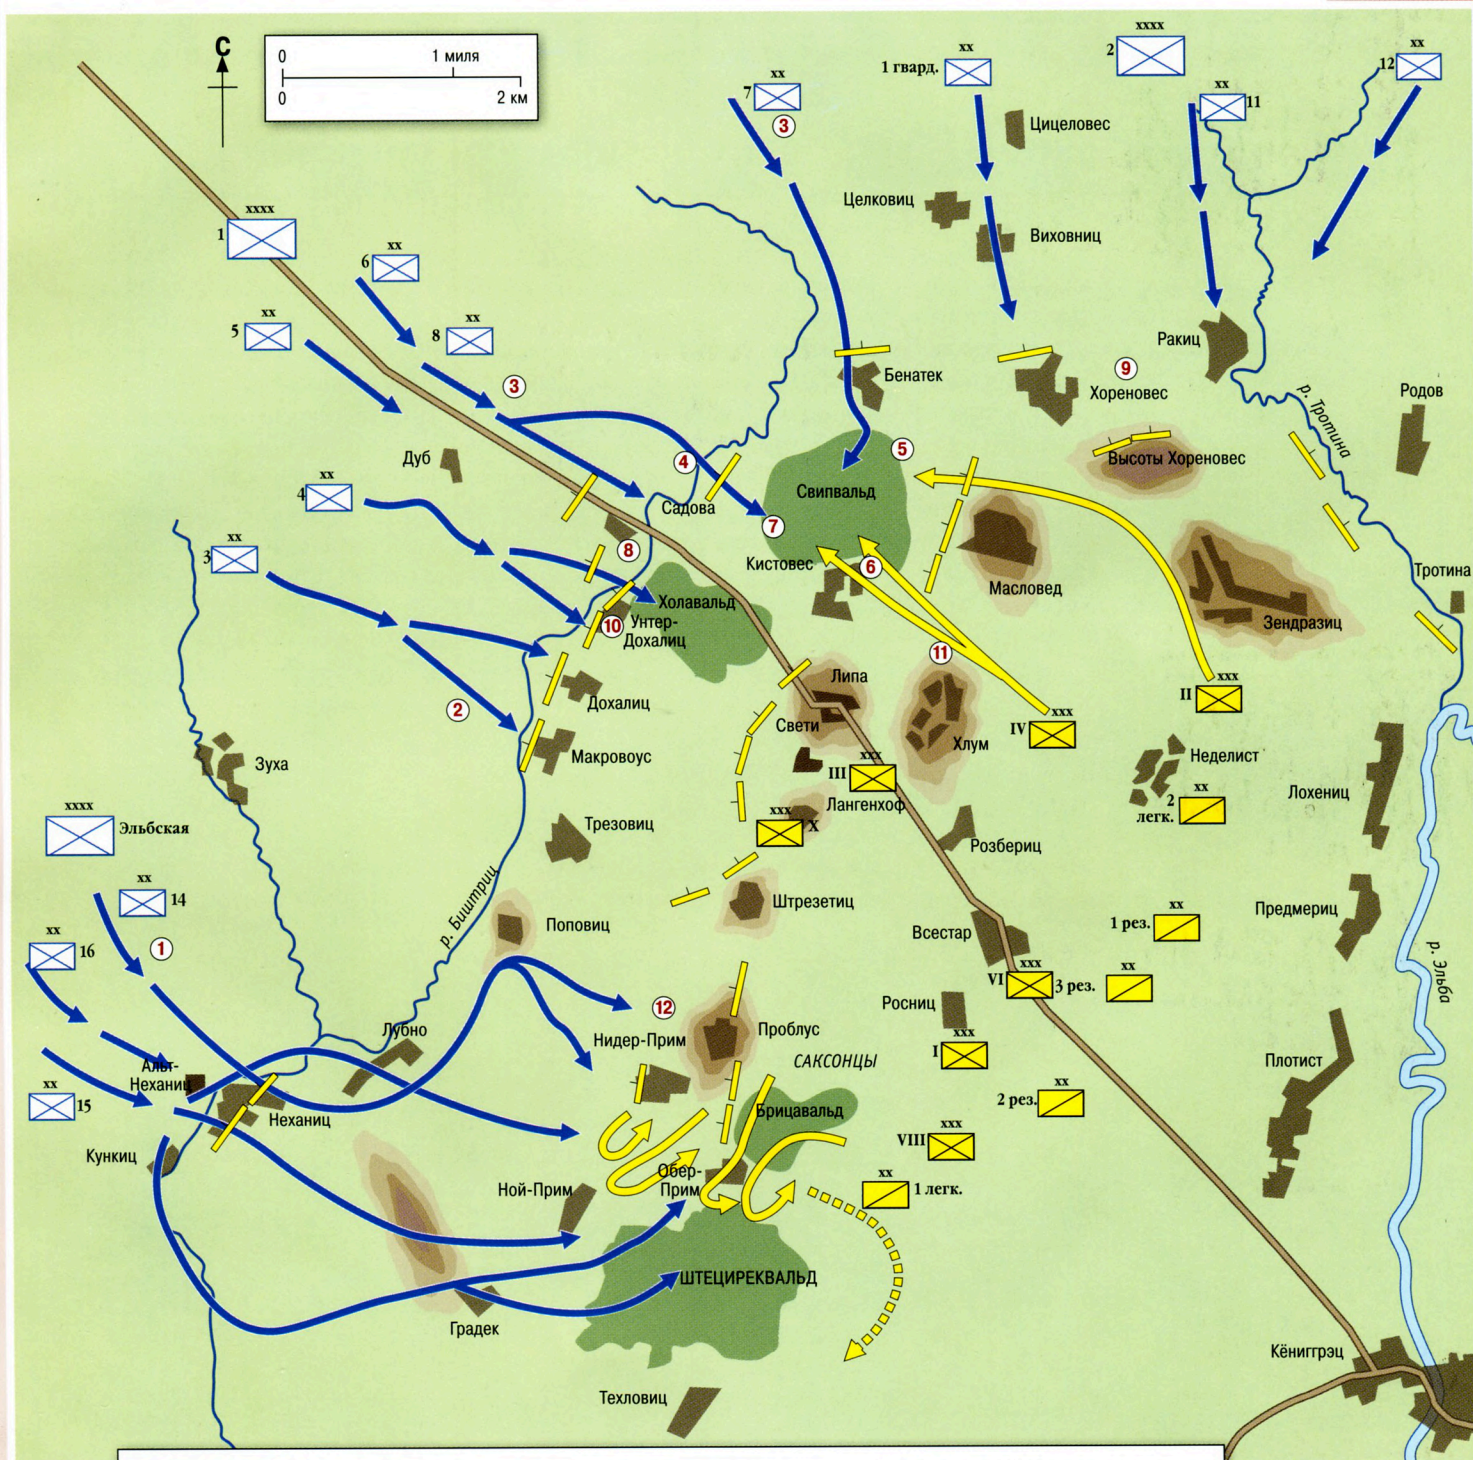 С
0
1 миля
0
2 км
xxxx
2
xx
1 гвард.
xx
11
xx
12
xx
7
3
Цицеловес
Целковиц
Виховниц
xxxx
1
xx
6
xx
5
xx
8
3
Ракиц
Бенатек
9
Хореновес
р. Тротина
Родов
Дуб
4
5
Высоты Хореновес
Свипвальд
xx
4
Садова
7
xx
3
8
Кистовес
6
Масловед
Тротина
Холавальд
10
Унтер-
Дохалиц
Зендразиц
11
2
Дохалиц
Липа
xxx
II
Свети
xxx
IV
Хлум
Макровоус
Зуха
xxx
III
Неделист
Лангенхоф
xx
2
легк.
Лохениц
xxxx
Эльбская
Трезовиц
xxx
X
Розбериц
xx
14
р. Биштриц
Штрезетиц
Поповиц
Предмериц
xx
1 рез.
Всестар
xx
16
1
xxx
VI
xx
3 рез.
р. Эльба
12
Росниц
Лубно
Нидер-Прим
Проблус
САКСОНЦЫ
xxx
I
Плотист
Альт-
Неханиц
xx
15
Неханиц
Брицавальд
xx
2 рез.
xxx
VIII
Кункиц
Ной-Прим
Обер-
Прим
xx
1 легк.
ШТЕЦИРЕКВАЛЬД
Градек
Кёниггрэц
Техловиц